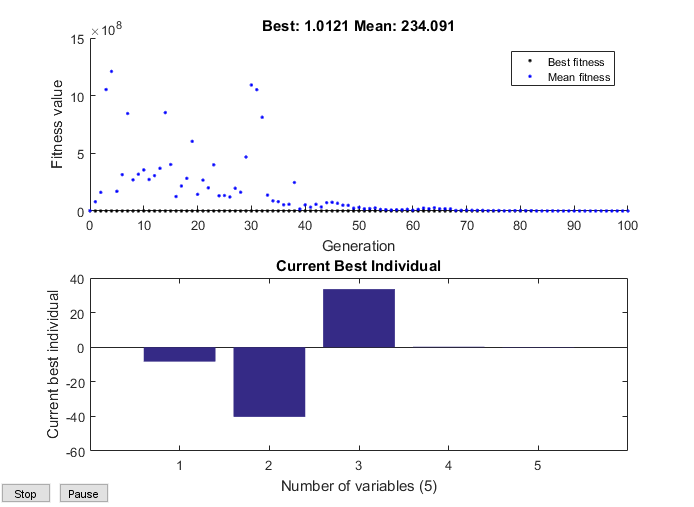 Best: 1.0121 Mean: 234.091
×10^8
15
10
5
0
Fitness value
Best fitness
Mean fitness
0 10 20 30 40 50 60 70 80 90 100
Generation
Current Best Individual
40
20
0
-20
-40
-60
Current best individual
1 2 3 4 5
Number of variables (5)
Stop Pause